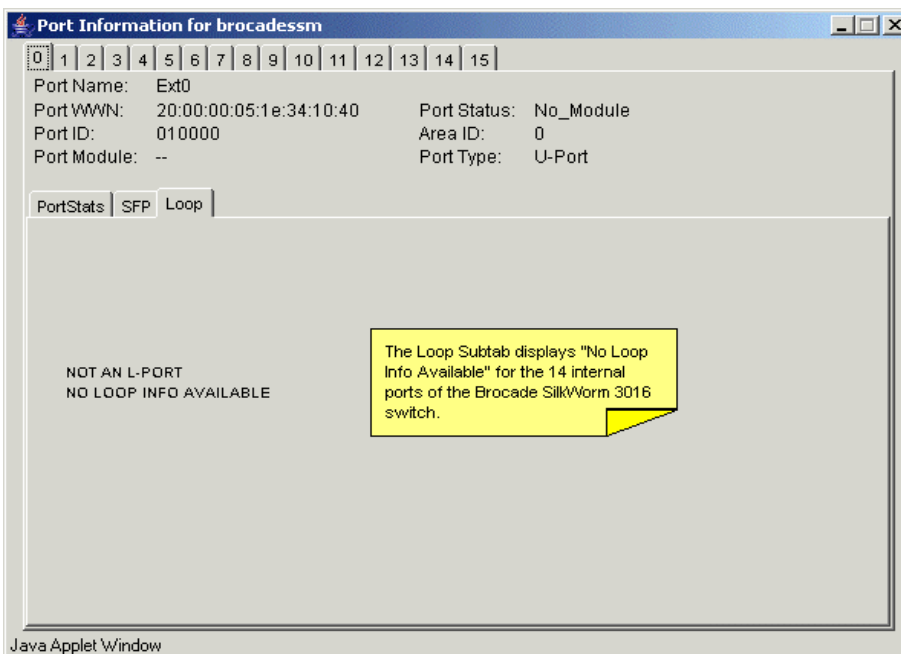 Port Information for brocadessm
0 1 2 3 4 5 6 7 8 9 10 11 12 13 14 15
Port Name: Ext0
Port WWN: 20:00:00:05:1e:34:10:40 Port Status: No_Module
Port ID: 010000 Area ID: 0
Port Module: -- Port Type: U-Port
PortStats SFP Loop
The Loop Subtab displays "No Loop
Info Available" for the 14 internal
ports of the Brocade SilkWorm 3016
switch.
NOT AN L-PORT
NO LOOP INFO AVAILABLE
Java Applet Window